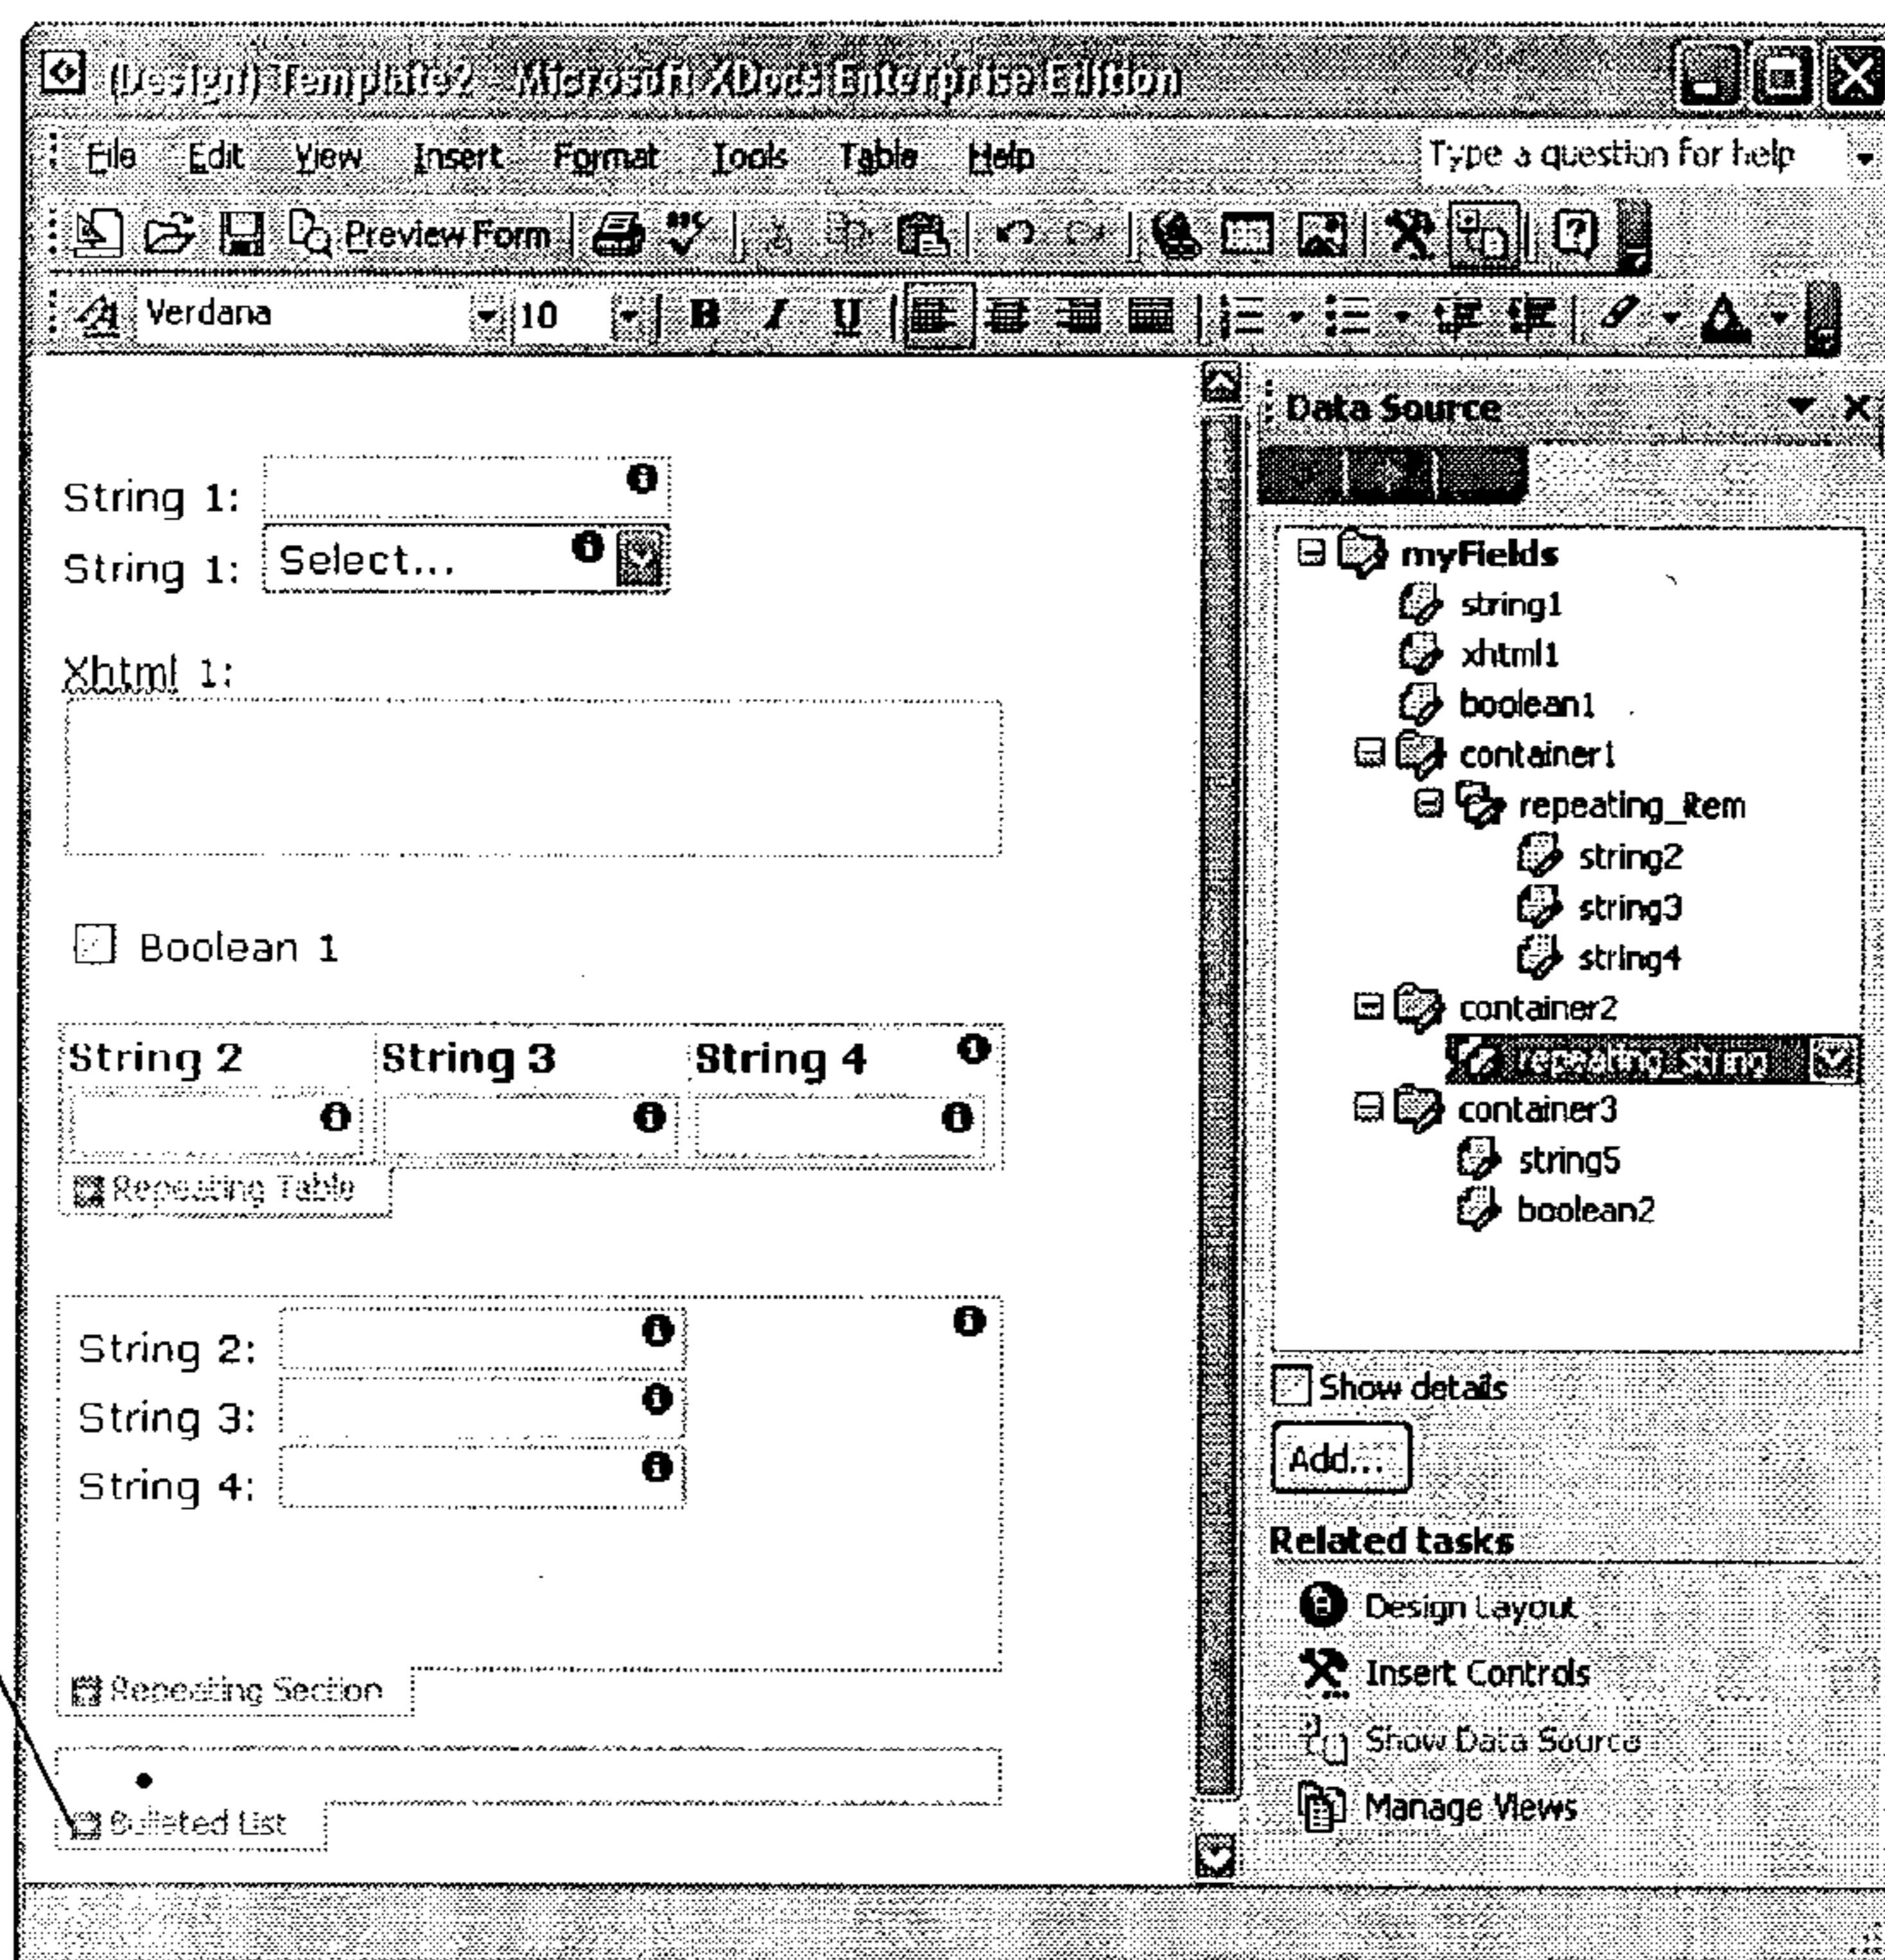 (Design) Template2 - Microsoft XDocs Enterprise Edition
File Edit View Insert Format Tools Table Help Type a question for help
Preview Form
Verdana 10 B I U
Data Source
String 1:
String 1: Select...
Xhtml 1:
Boolean 1
String 2 String 3 String 4
Repeating Table
String 2:
String 3:
String 4:
Repeating Section
Bulleted List
myFields
string1
xhtml1
boolean1
container1
repeating_item
string2
string3
string4
container2
repeating_string
container3
string5
boolean2
Show details
Add...
Related tasks
Design Layout
Insert Controls
Show Data Source
Manage Views